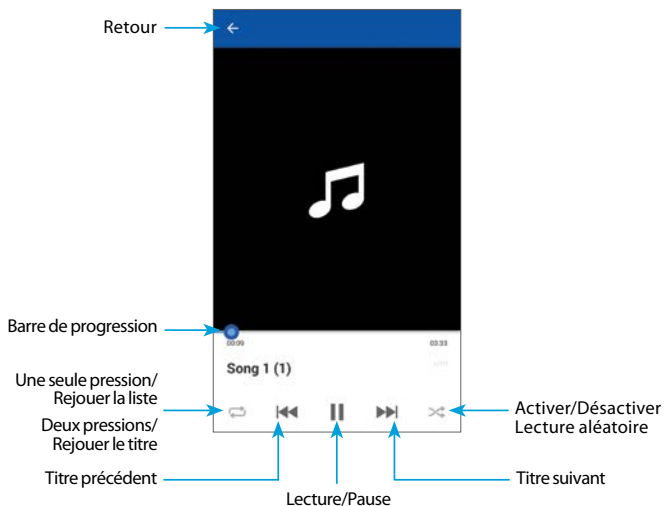 Retour
Barre de progression
00:09
03:33
Song 1 (1)
Une seule pression/
Rejouer la liste
Deux pressions/
Rejouer le titre
Activer/Désactiver
Lecture aléatoire
Titre précédent
Titre suivant
Lecture/Pause